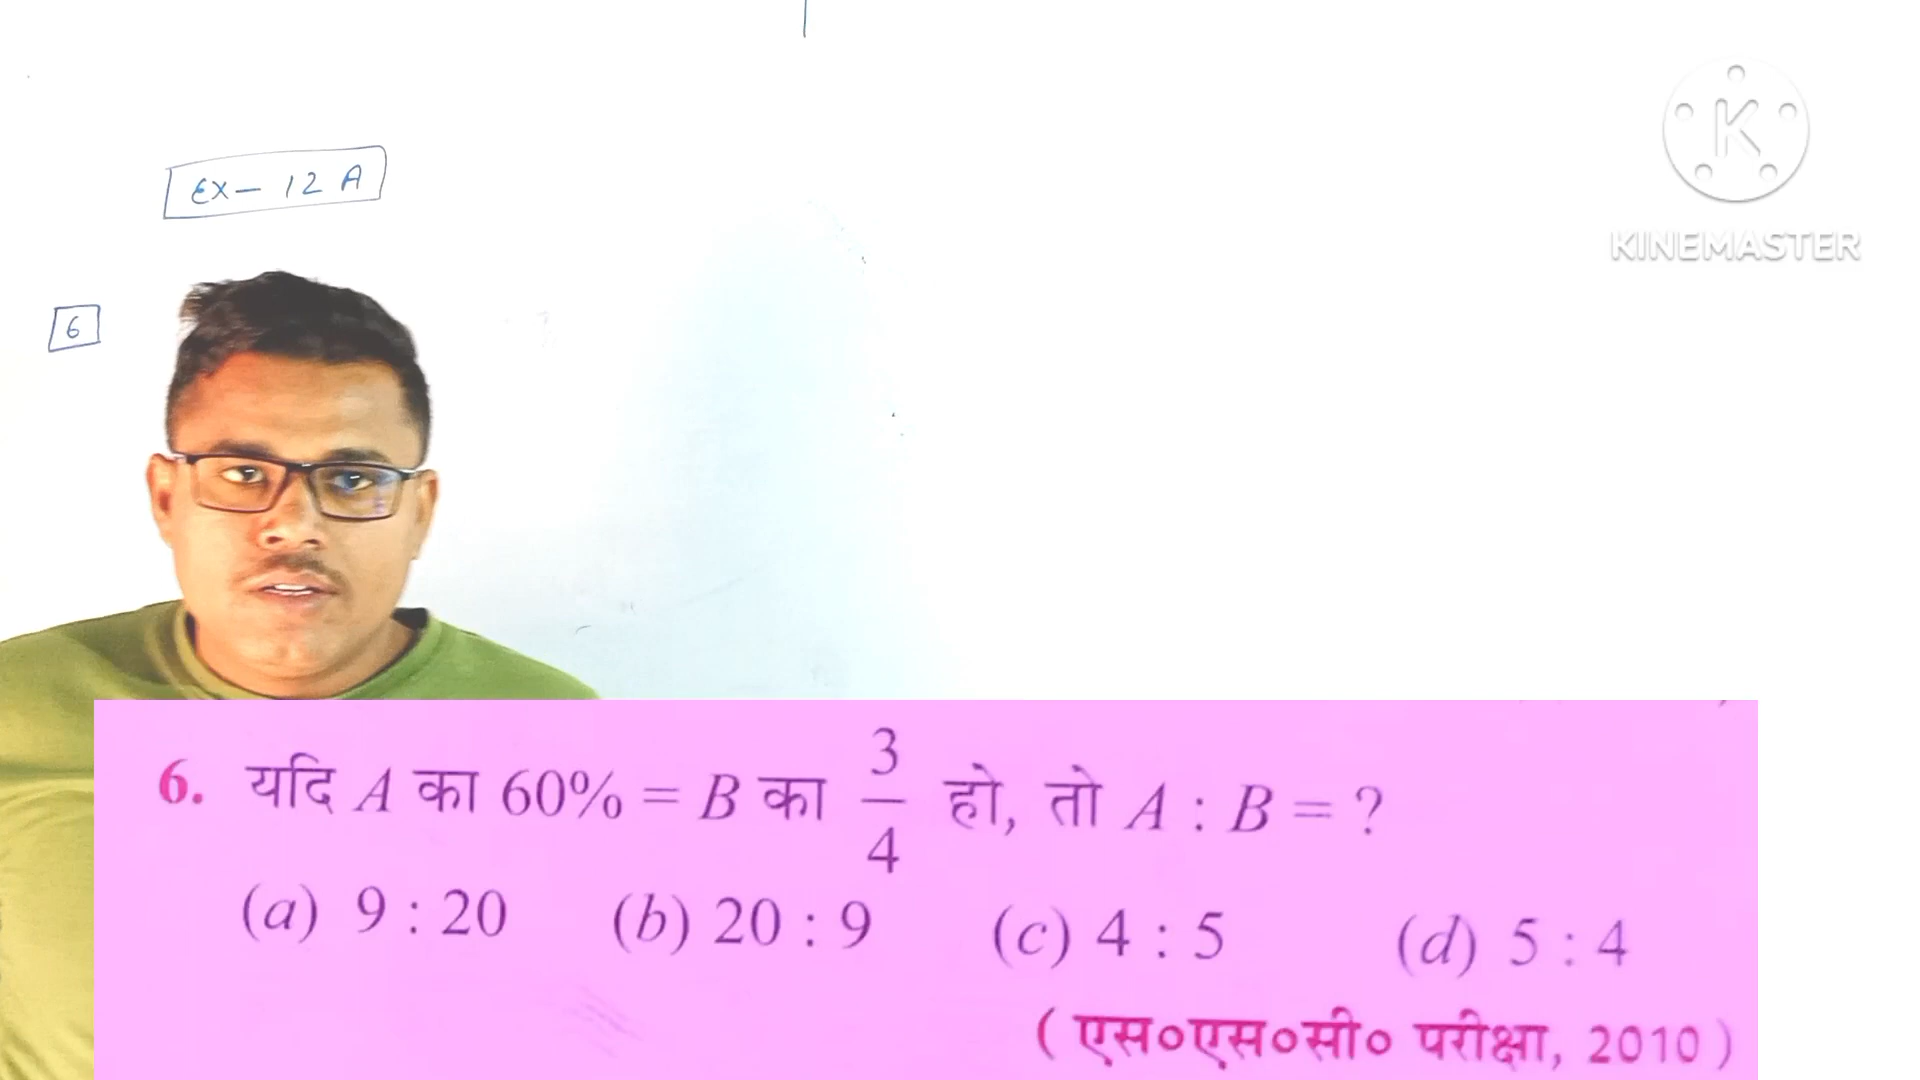 Ex- 12 A
K
KINEMASTER
6
6. यदि A का 60% = B का 3/4 हो, तो A : B = ?
(a) 9 : 20 (b) 20 : 9 (c) 4 : 5 (d) 5 : 4
( एस०एस०सी० परीक्षा, 2010 )